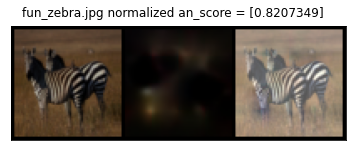 fun_zebra.jpg normalized an_score = [0.8207349]